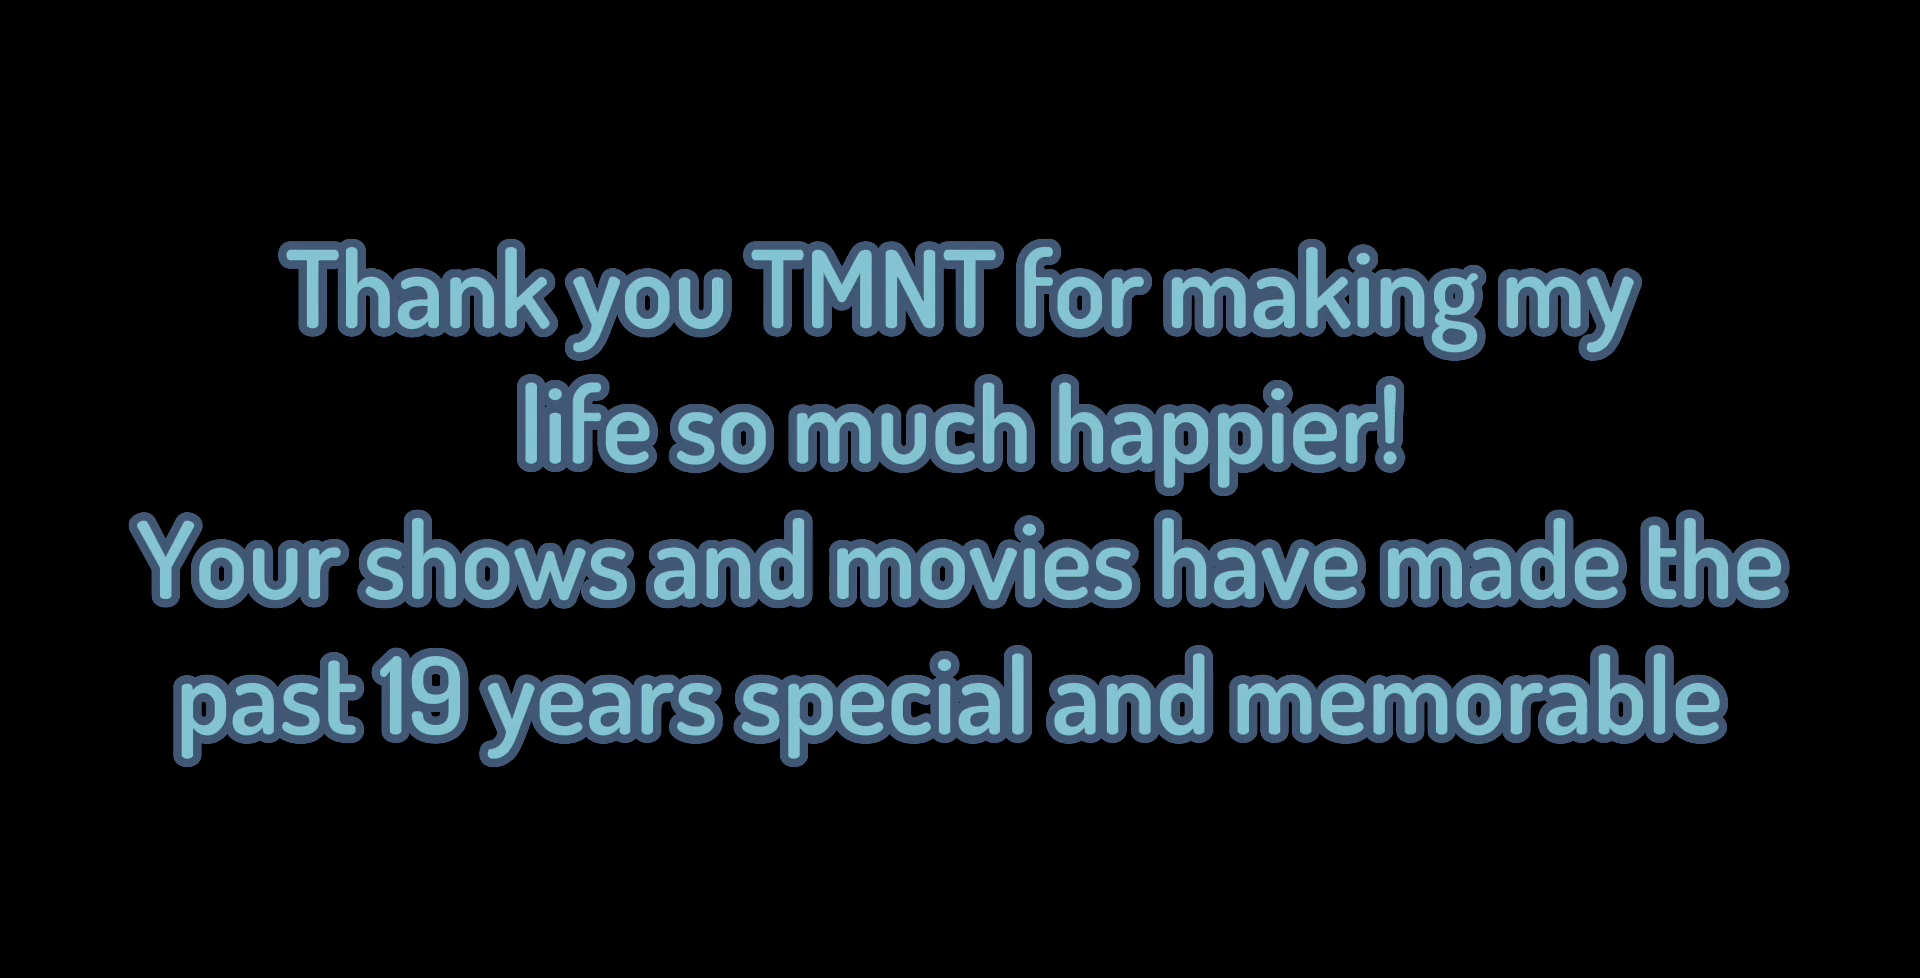 Thank you TMNT for making my
life so much happier!
Your shows and movies have made the
past 19 years special and memorable